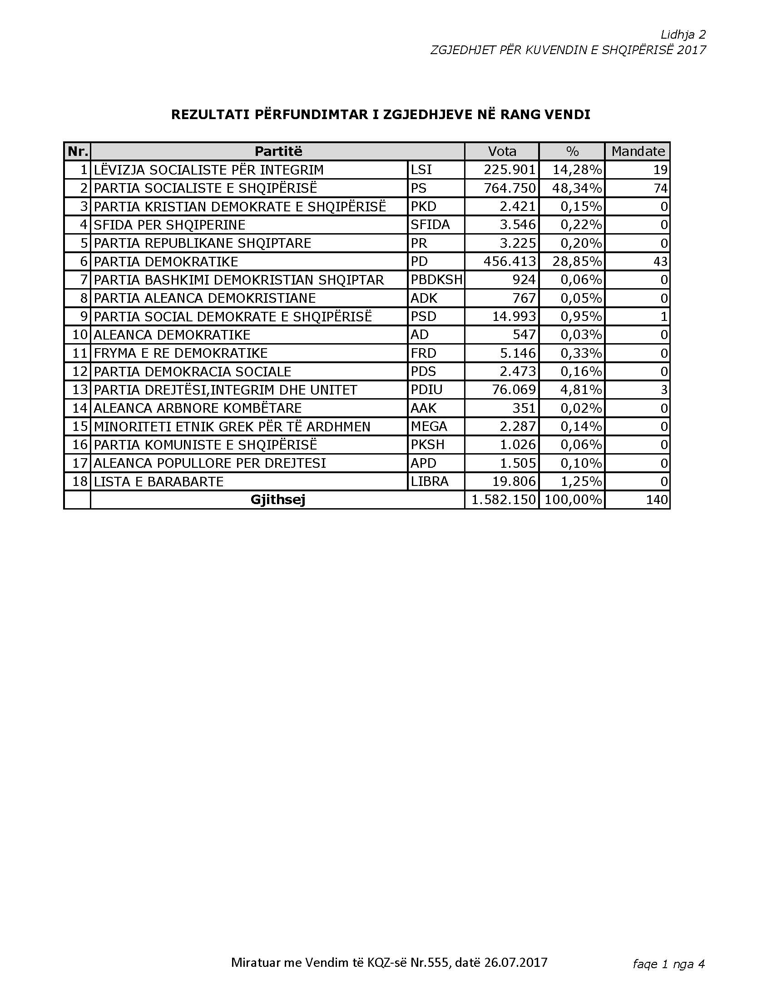 Lidhja 2
ZGJEDHJET PËR KUVENDIN E SHQIPËRISË 2017
REZULTATI PËRFUNDIMTAR I ZGJEDHJEVE NË RANG VENDI
Nr. Partitë Vota % Mandate
1 LËVIZJA SOCIALISTE PËR INTEGRIM LSI 225.901 14,28% 19
2 PARTIA SOCIALISTE E SHQIPËRISË PS 764.750 48,34% 74
3 PARTIA KRISTIAN DEMOKRATE E SHQIPËRISË PKD 2.421 0,15% 0
4 SFIDA PER SHQIPERINE SFIDA 3.546 0,22% 0
5 PARTIA REPUBLIKANE SHQIPTARE PR 3.225 0,20% 0
6 PARTIA DEMOKRATIKE PD 456.413 28,85% 43
7 PARTIA BASHKIMI DEMOKRISTIAN SHQIPTAR PBDKSH 924 0,06% 0
8 PARTIA ALEANCA DEMOKRISTIANE ADK 767 0,05% 0
9 PARTIA SOCIAL DEMOKRATE E SHQIPËRISË PSD 14.993 0,95% 1
10 ALEANCA DEMOKRATIKE AD 547 0,03% 0
11 FRYMA E RE DEMOKRATIKE FRD 5.146 0,33% 0
12 PARTIA DEMOKRACIA SOCIALE PDS 2.473 0,16% 0
13 PARTIA DREJTËSI,INTEGRIM DHE UNITET PDIU 76.069 4,81% 3
14 ALEANCA ARBNORE KOMBËTARE AAK 351 0,02% 0
15 MINORITETI ETNIK GREK PËR TË ARDHMEN MEGA 2.287 0,14% 0
16 PARTIA KOMUNISTE E SHQIPËRISË PKSH 1.026 0,06% 0
17 ALEANCA POPULLORE PER DREJTESI APD 1.505 0,10% 0
18 LISTA E BARABARTE LIBRA 19.806 1,25% 0
Gjithsej 1.582.150 100,00% 140
Miratuar me Vendim të KQZ-së Nr.555, datë 26.07.2017 faqe 1 nga 4